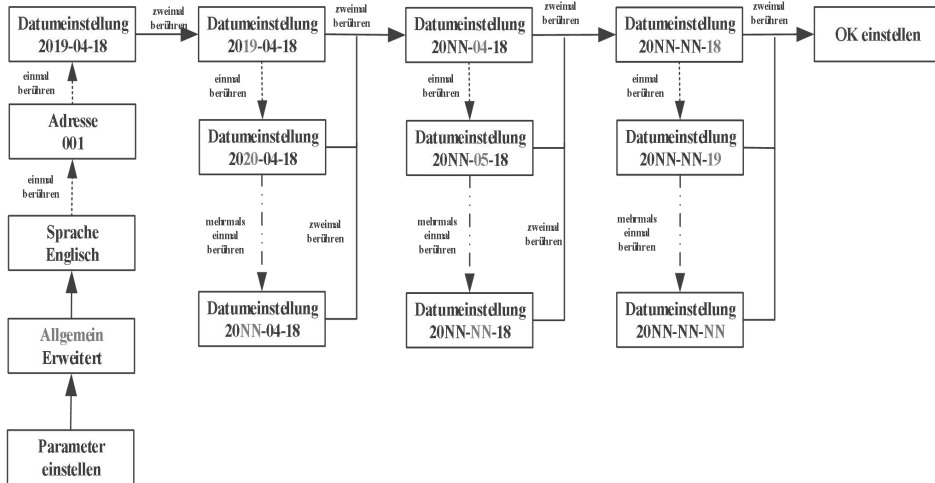 Datumeinstellung
2019-04-18
zweimal
berühren
Datumeinstellung
2019-04-18
zweimal
berühren
Datumeinstellung
20NN-04-18
zweimal
berühren
Datumeinstellung
20NN-NN-18
zweimal
berühren
OK einstellen
einmal
berühren
einmal
berühren
einmal
berühren
einmal
berühren
Adresse
001
Datumeinstellung
2020-04-18
Datumeinstellung
20NN-05-18
Datumeinstellung
20NN-NN-19
einmal
berühren
mehrmals
einmal
berühren
zweimal
berühren
mehrmals
einmal
berühren
zweimal
berühren
mehrmals
einmal
berühren
Sprache
Englisch
Datumeinstellung
20NN-04-18
Datumeinstellung
20NN-NN-18
Datumeinstellung
20NN-NN-NN
Allgemein
Erweitert
Parameter
einstellen